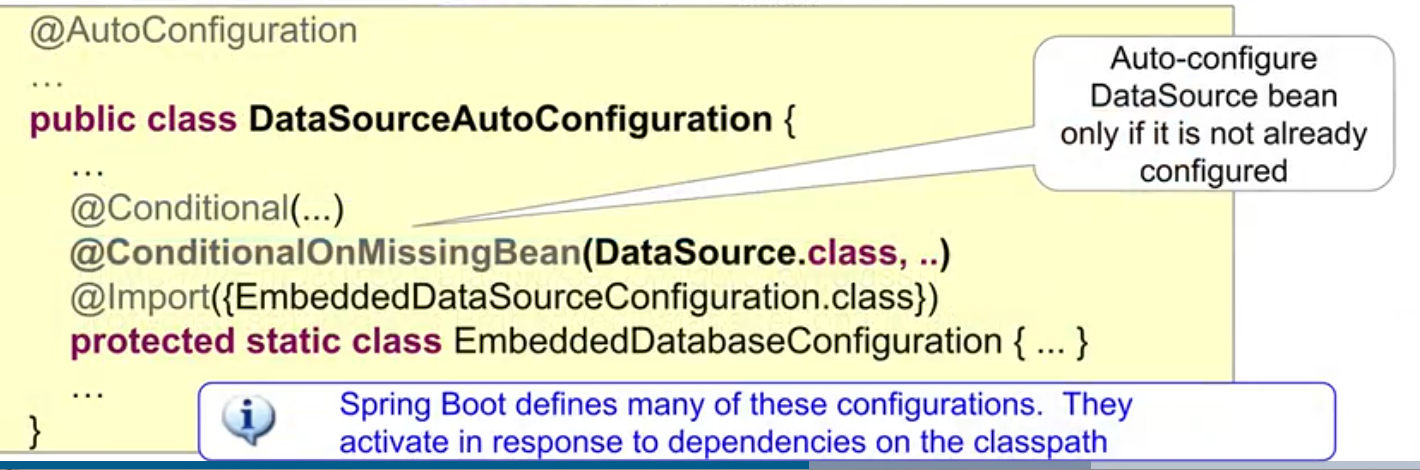 @AutoConfiguration
...
public class DataSourceAutoConfiguration {
...
@Conditional(...)
@ConditionalOnMissingBean(DataSource.class, ..)
@Import({EmbeddedDataSourceConfiguration.class})
protected static class EmbeddedDatabaseConfiguration { ... }
...
}
Auto-configure
DataSource bean
only if it is not already
configured
Spring Boot defines many of these configurations.  They
activate in response to dependencies on the classpath